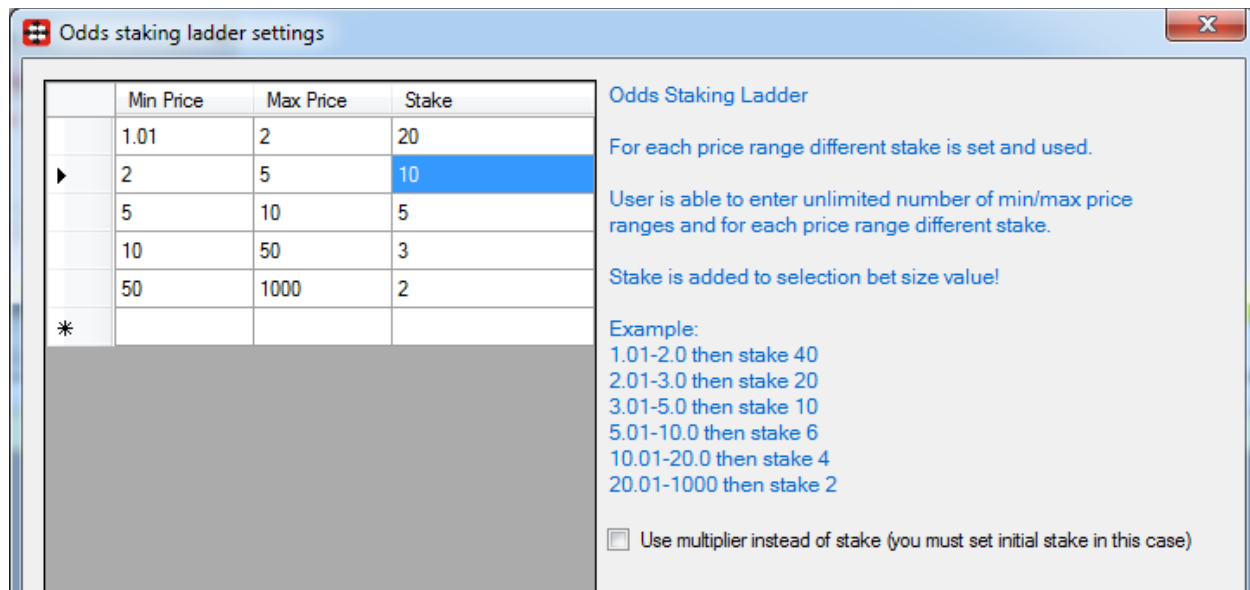 Odds staking ladder settings
x
Min Price Max Price Stake
1.01 2 20
2 5 10
5 10 5
10 50 3
50 1000 2
*
Odds Staking Ladder
For each price range different stake is set and used.
User is able to enter unlimited number of min/max price
ranges and for each price range different stake.
Stake is added to selection bet size value!
Example:
1.01-2.0 then stake 40
2.01-3.0 then stake 20
3.01-5.0 then stake 10
5.01-10.0 then stake 6
10.01-20.0 then stake 4
20.01-1000 then stake 2
Use multiplier instead of stake (you must set initial stake in this case)